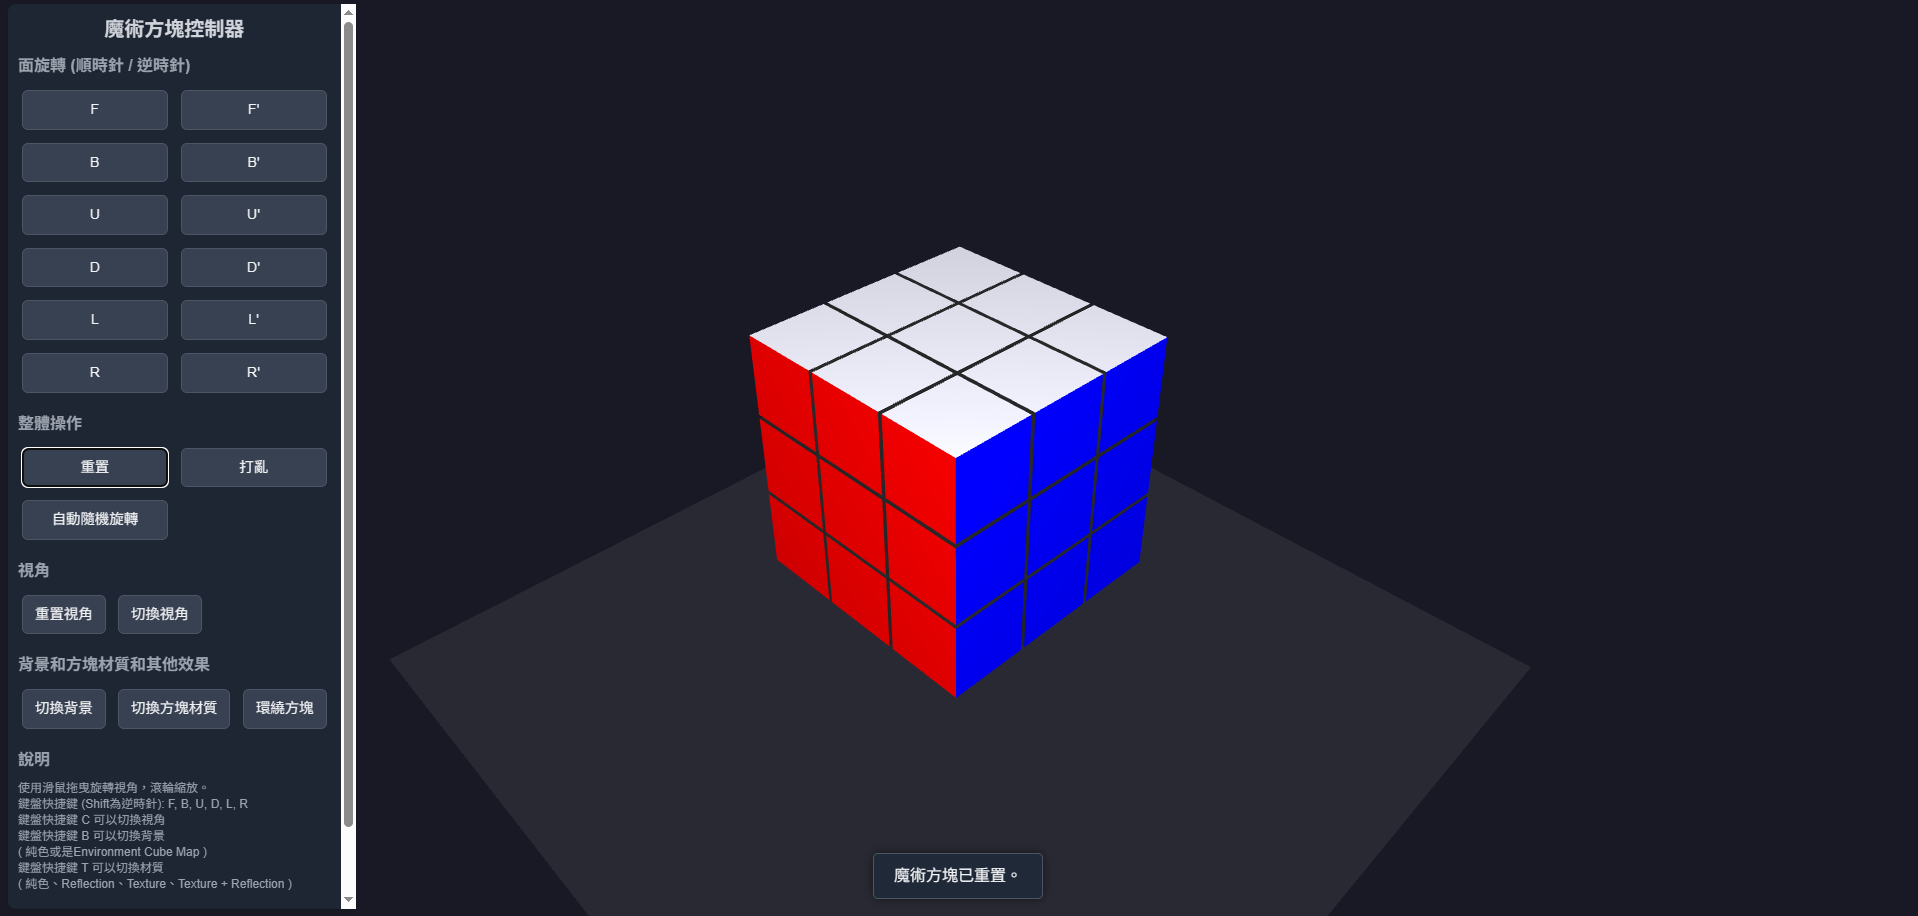 魔術方塊控制器
面旋轉 (順時針 / 逆時針)
F F'
B B'
U U'
D D'
L L'
R R'
整體操作
重置 打亂
自動隨機旋轉
視角
重置視角 切換視角
背景和方塊材質和其他效果
切換背景 切換方塊材質 環繞方塊
說明
使用滑鼠拖曳旋轉視角，滾輪縮放。
鍵盤快捷鍵 (Shift為逆時針): F, B, U, D, L, R
鍵盤快捷鍵 C 可以切換視角
鍵盤快捷鍵 B 可以切換背景
( 純色或是Environment Cube Map )
鍵盤快捷鍵 T 可以切換材質
( 純色、Reflection、Texture、Texture + Reflection )
魔術方塊已重置。